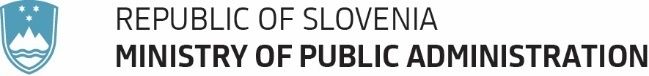 REPUBLIC OF SLOVENIA
MINISTRY OF PUBLIC ADMINISTRATION